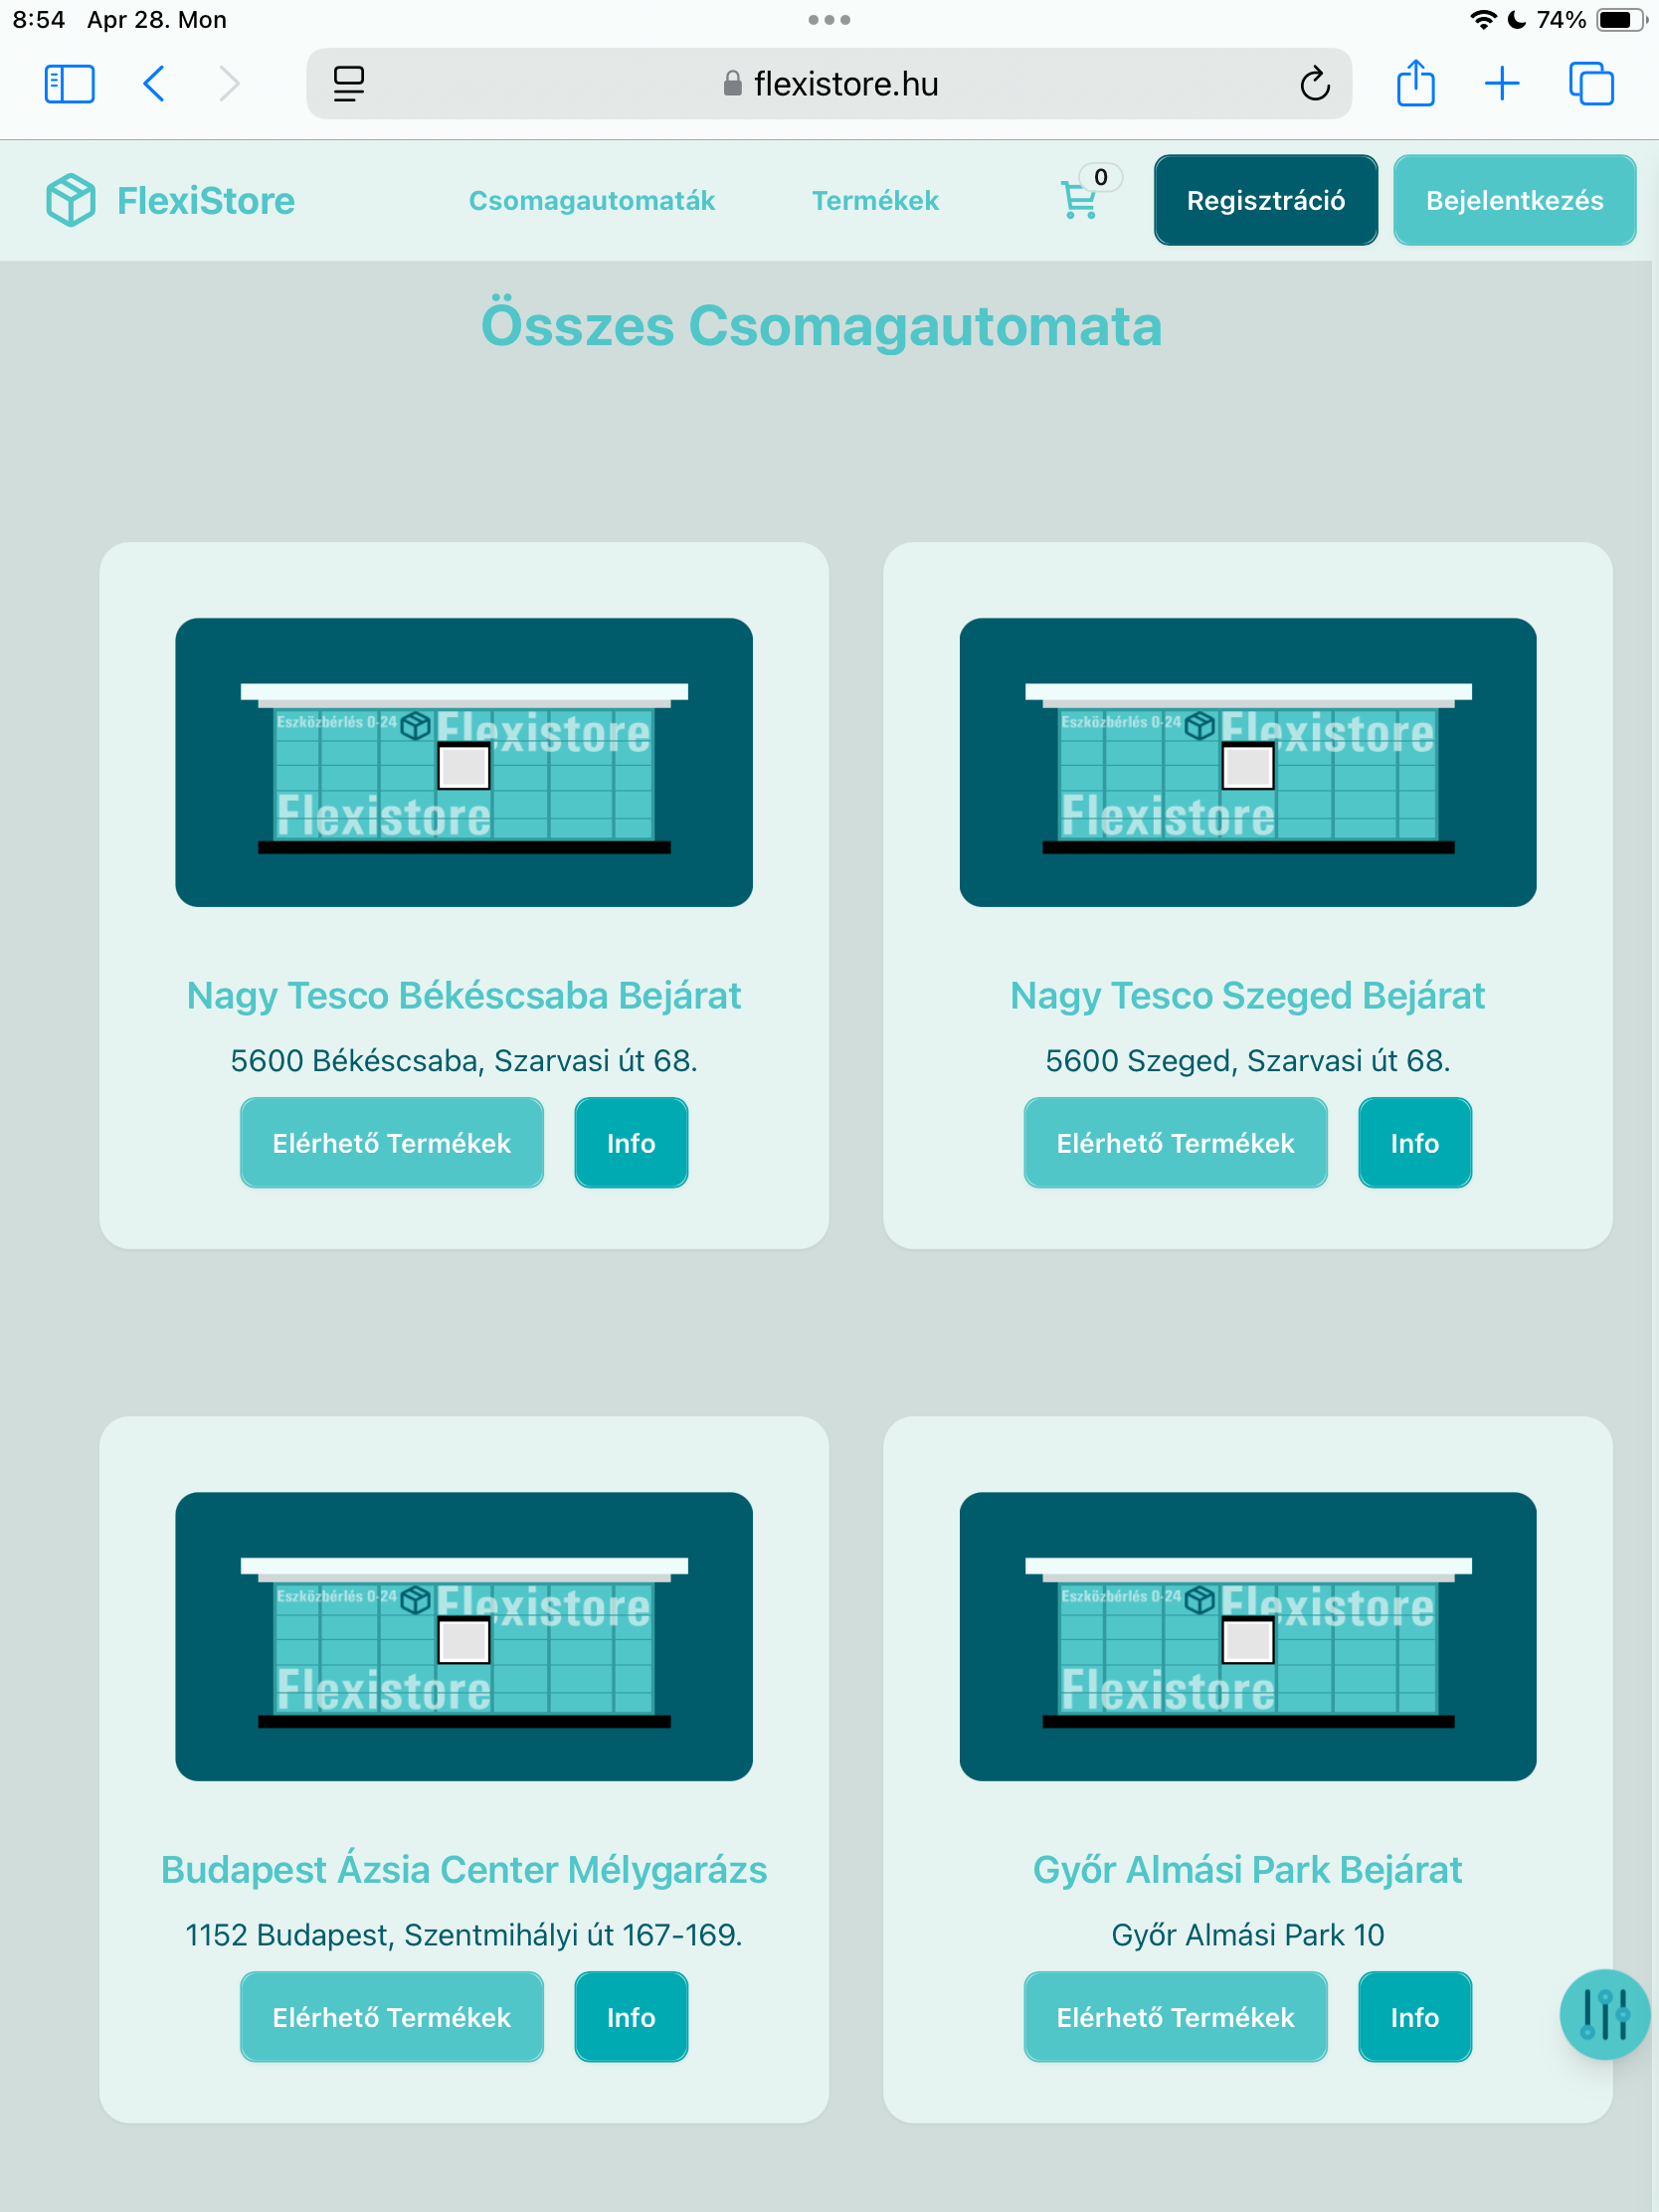 8:54 Apr 28. Mon
74%
flexistore.hu
FlexiStore
Csomagautomaták
Termékek
0
Regisztráció
Bejelentkezés
Összes Csomagautomata
Eszközbérlés 0-24 Flexistore
Flexistore
Nagy Tesco Békéscsaba Bejárat
5600 Békéscsaba, Szarvasi út 68.
Elérhető Termékek
Info
Eszközbérlés 0-24 Flexistore
Flexistore
Nagy Tesco Szeged Bejárat
5600 Szeged, Szarvasi út 68.
Elérhető Termékek
Info
Eszközbérlés 0-24 Flexistore
Flexistore
Budapest Ázsia Center Mélygarázs
1152 Budapest, Szentmihályi út 167-169.
Elérhető Termékek
Info
Eszközbérlés 0-24 Flexistore
Flexistore
Győr Almási Park Bejárat
Győr Almási Park 10
Elérhető Termékek
Info